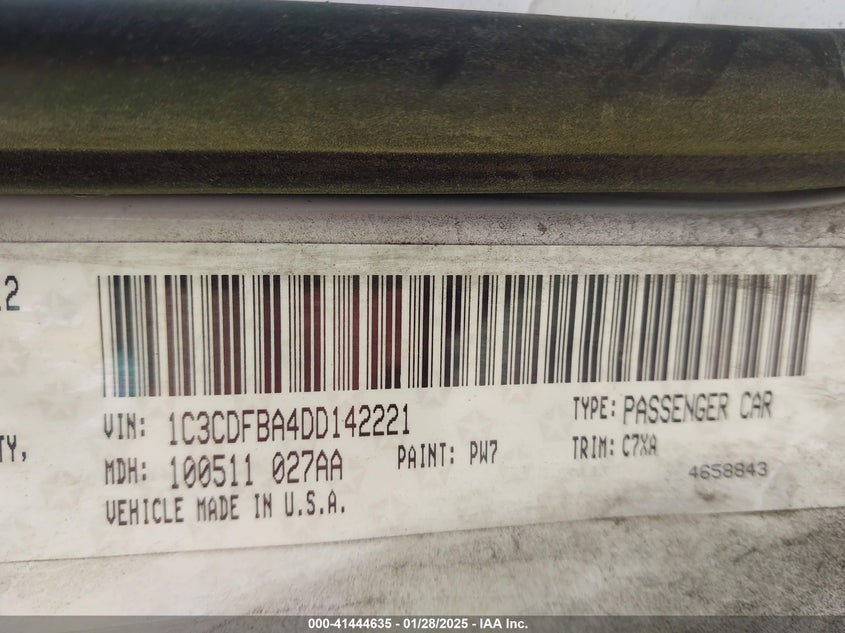 12
VIN: 1C3CDFBA4DD142221
TYPE: PASSENGER CAR
TY,
MDH: 100511 027AA
PAINT: PW7
TRIM: C7XA
4658843
VEHICLE MADE IN U.S.A.
000-41444635 - 01/28/2025 - IAA Inc.